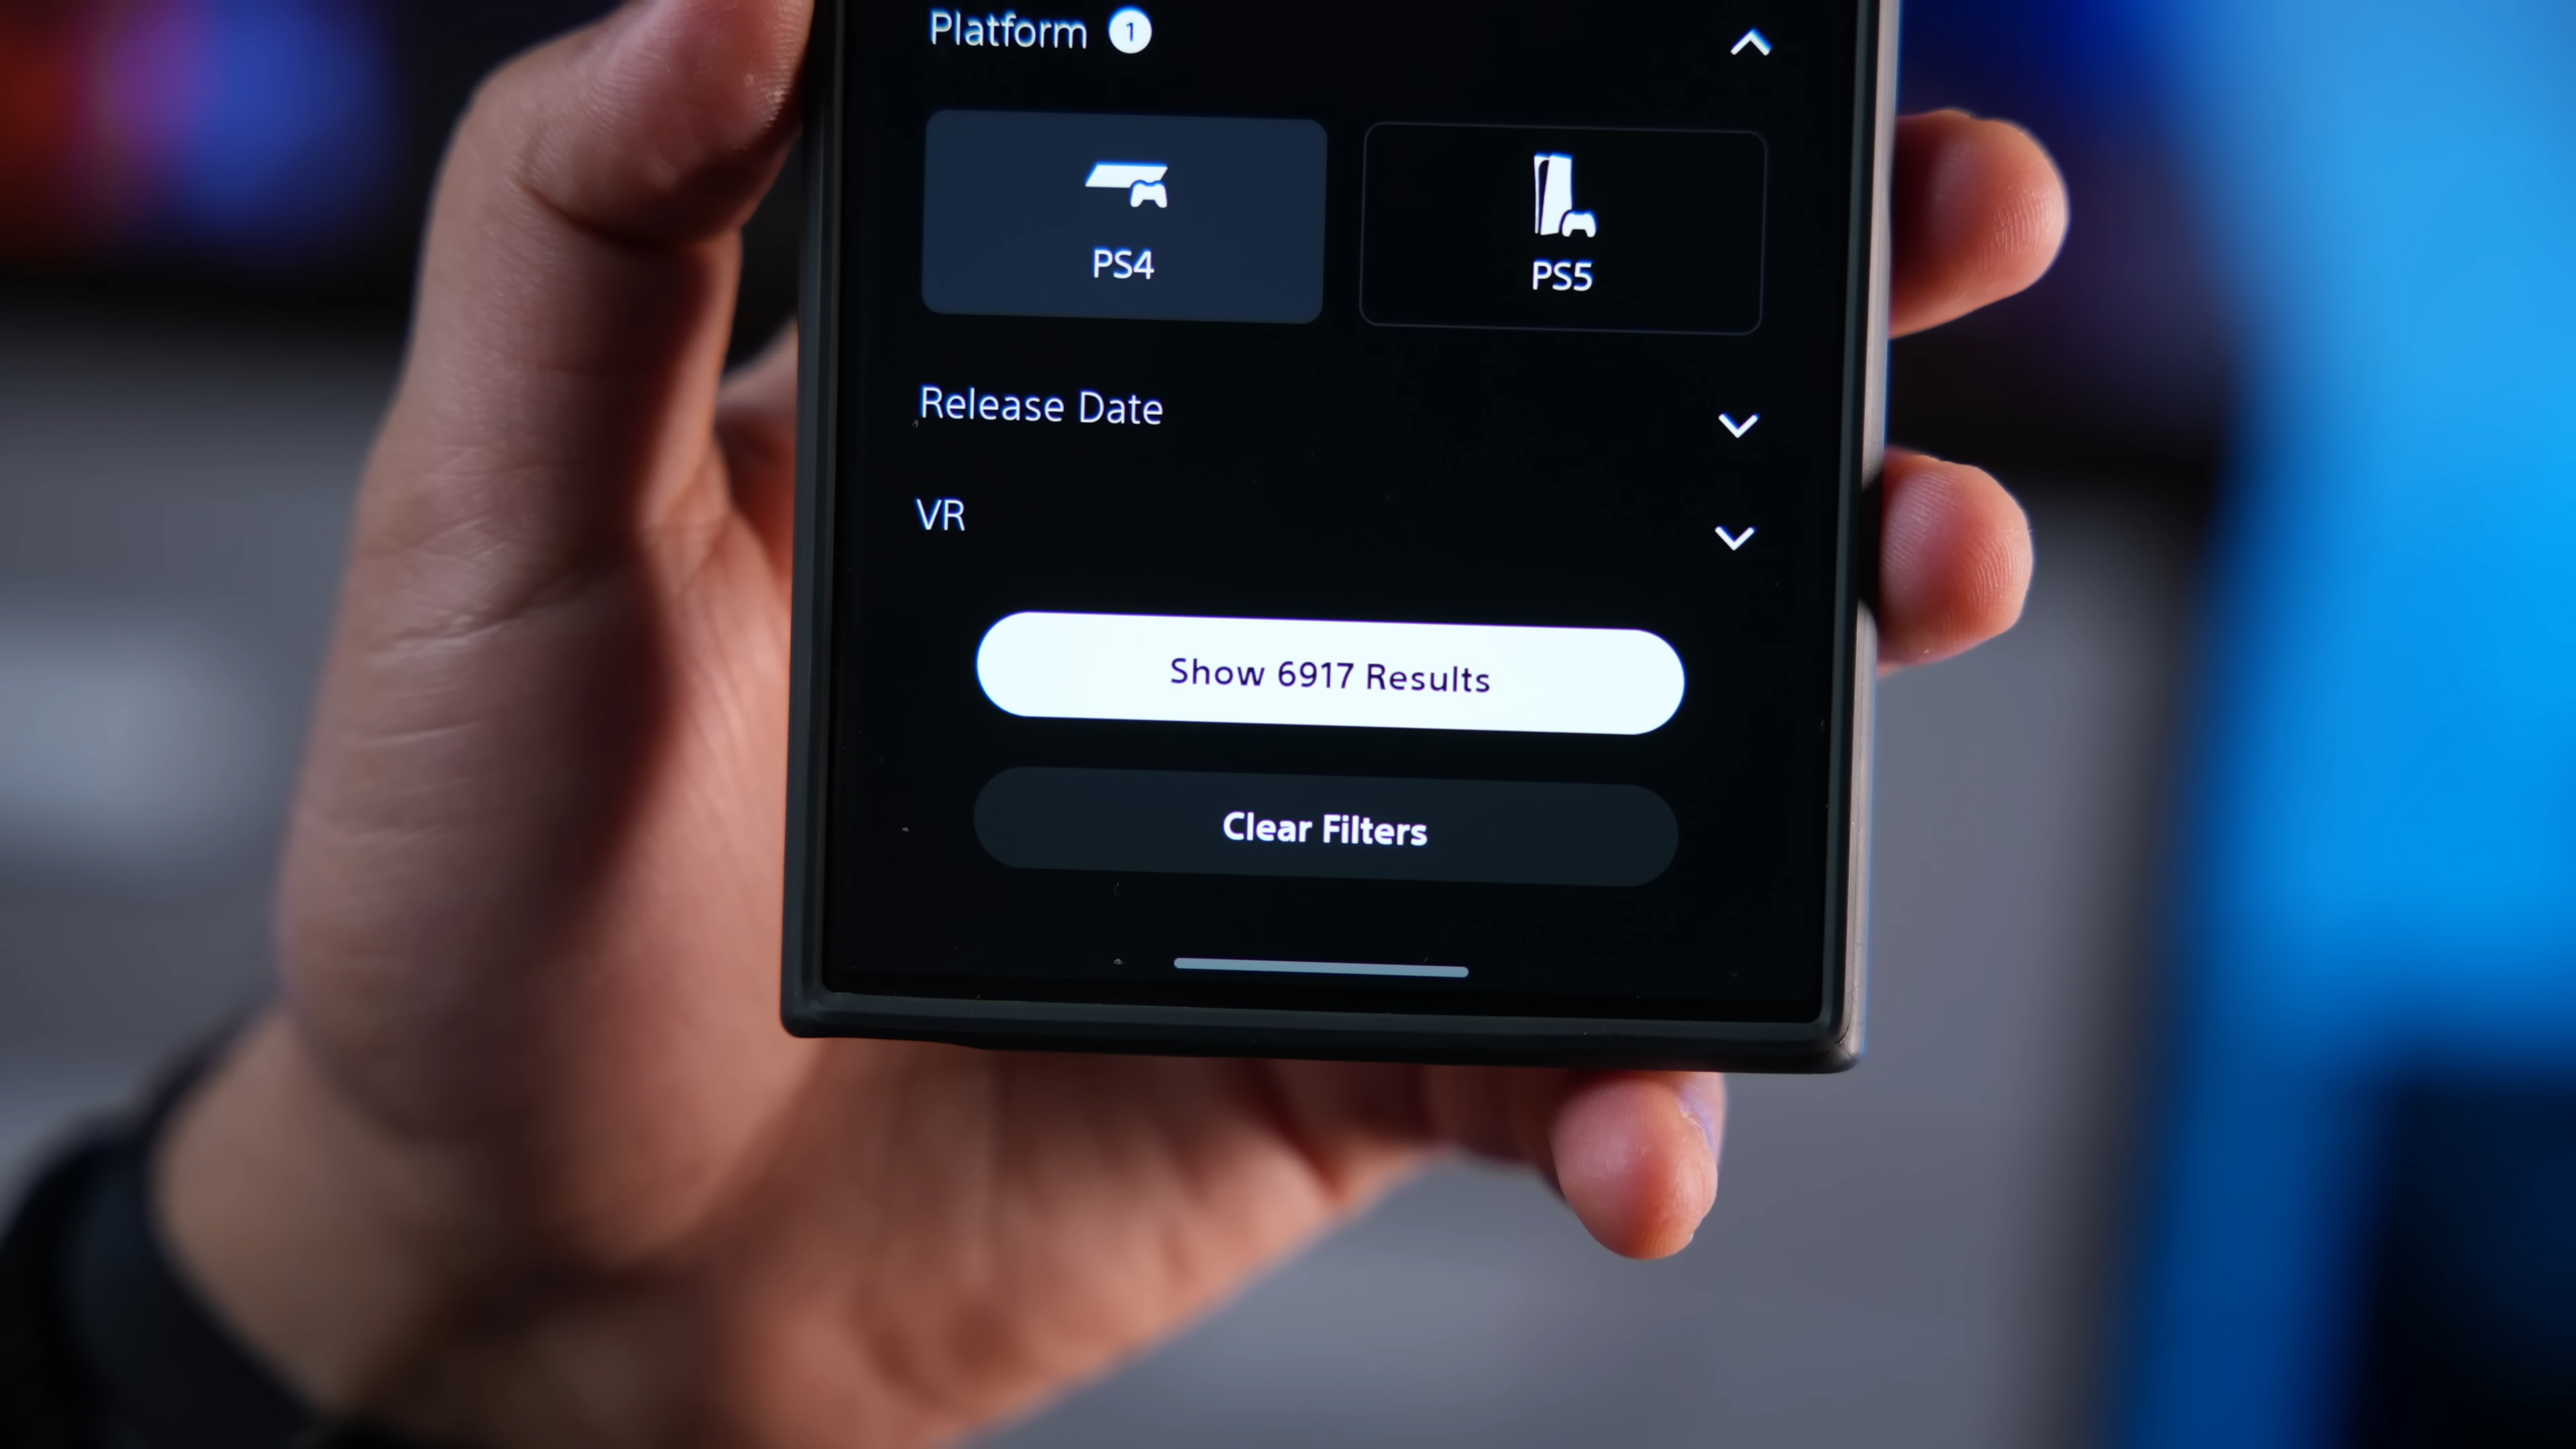 Platform 1
PS4
PS5
Release Date
VR
Show 6917 Results
Clear Filters